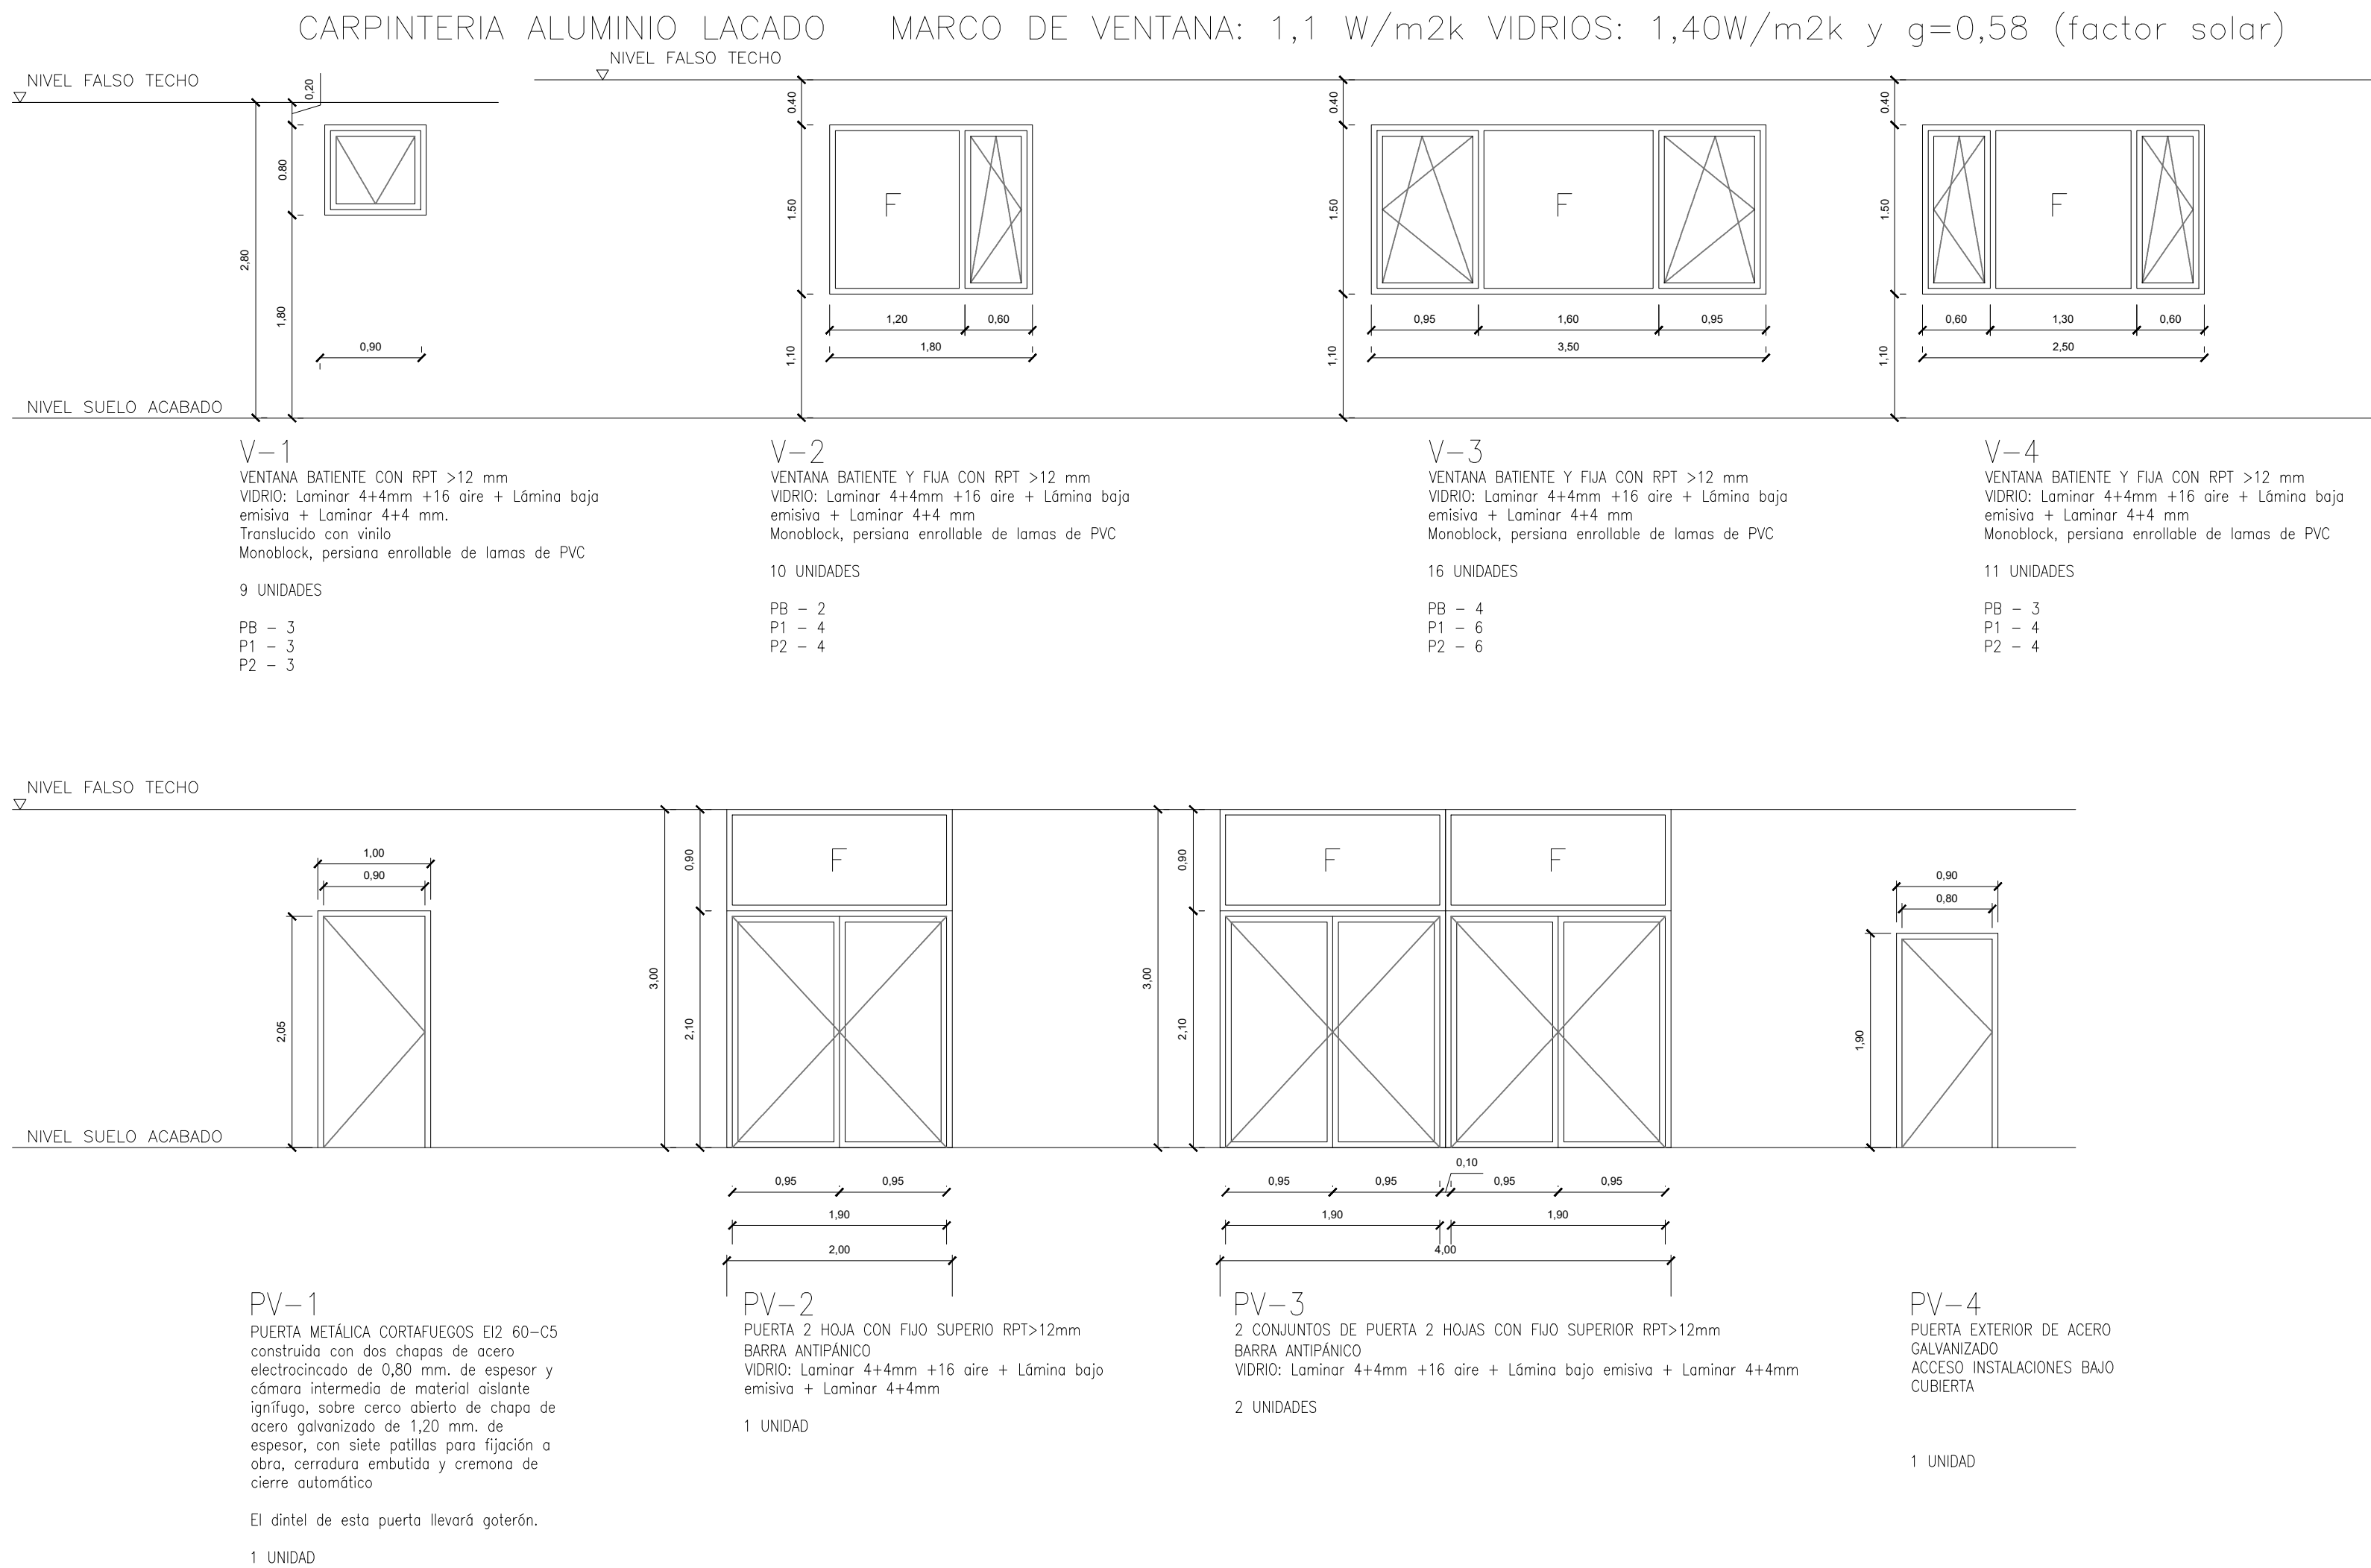 CARPINTERIA ALUMINIO LACADO MARCO DE VENTANA: 1,1 W/m2k VIDRIOS: 1,40W/m2k y g=0,58 (factor solar)
NIVEL FALSO TECHO
NIVEL FALSO TECHO
0,20
0.80
2,80
1,80
0,90
0.40
1.50
1,10
1,20
0,60
1,80
0.40
1.50
1,10
0,95
1,60
0,95
3,50
0.40
1.50
1,10
0,60
1,30
0,60
2,50
NIVEL SUELO ACABADO
V-1
VENTANA BATIENTE CON RPT >12 mm
VIDRIO: Laminar 4+4mm +16 aire + Lámina baja
emisiva + Laminar 4+4 mm.
Translucido con vinilo
Monoblock, persiana enrollable de lamas de PVC
9 UNIDADES
PB - 3
P1 - 3
P2 - 3
F
V-2
VENTANA BATIENTE Y FIJA CON RPT >12 mm
VIDRIO: Laminar 4+4mm +16 aire + Lámina baja
emisiva + Laminar 4+4 mm
Monoblock, persiana enrollable de lamas de PVC
10 UNIDADES
PB - 2
P1 - 4
P2 - 4
F
V-3
VENTANA BATIENTE Y FIJA CON RPT >12 mm
VIDRIO: Laminar 4+4mm +16 aire + Lámina baja
emisiva + Laminar 4+4 mm
Monoblock, persiana enrollable de lamas de PVC
16 UNIDADES
PB - 4
P1 - 6
P2 - 6
F
V-4
VENTANA BATIENTE Y FIJA CON RPT >12 mm
VIDRIO: Laminar 4+4mm +16 aire + Lámina baja
emisiva + Laminar 4+4 mm
Monoblock, persiana enrollable de lamas de PVC
11 UNIDADES
PB - 3
P1 - 4
P2 - 4
NIVEL FALSO TECHO
1,00
0,90
2,05
NIVEL SUELO ACABADO
PV-1
PUERTA METÁLICA CORTAFUEGOS EI2 60-C5
construida con dos chapas de acero
electrocincado de 0,80 mm. de espesor y
cámara intermedia de material aislante
ignífugo, sobre cerco abierto de chapa de
acero galvanizado de 1,20 mm. de
espesor, con siete patillas para fijación a
obra, cerradura embutida y cremona de
cierre automático
El dintel de esta puerta llevará goterón.
1 UNIDAD
F
0,90
3,00
2,10
0,95
0,95
1,90
2,00
PV-2
PUERTA 2 HOJA CON FIJO SUPERIO RPT>12mm
BARRA ANTIPÁNICO
VIDRIO: Laminar 4+4mm +16 aire + Lámina bajo
emisiva + Laminar 4+4mm
1 UNIDAD
F
F
0,90
3,00
2,10
0,10
0,95
0,95
0,95
0,95
1,90
1,90
4,00
PV-3
2 CONJUNTOS DE PUERTA 2 HOJAS CON FIJO SUPERIOR RPT>12mm
BARRA ANTIPÁNICO
VIDRIO: Laminar 4+4mm +16 aire + Lámina bajo emisiva + Laminar 4+4mm
2 UNIDADES
0,90
0,80
1,90
PV-4
PUERTA EXTERIOR DE ACERO
GALVANIZADO
ACCESO INSTALACIONES BAJO
CUBIERTA
1 UNIDAD